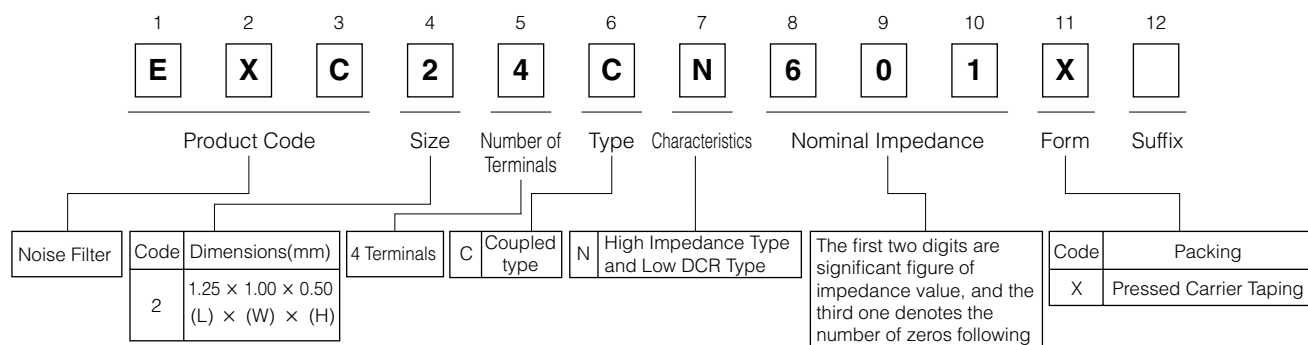 1 2 3 4 5 6 7 8 9 10 11 12
E X C 2 4 C N 6 0 1 X
Product Code Size Number of Terminals Type Characteristics Nominal Impedance Form Suffix
Noise Filter
Code Dimensions(mm)
2 1.25 × 1.00 × 0.50
(L) × (W) × (H)
4 Terminals
C Coupled
type
N High Impedance Type
and Low DCR Type
The first two digits are
significant figure of
impedance value, and the
third one denotes the
number of zeros following
Code Packing
X Pressed Carrier Taping